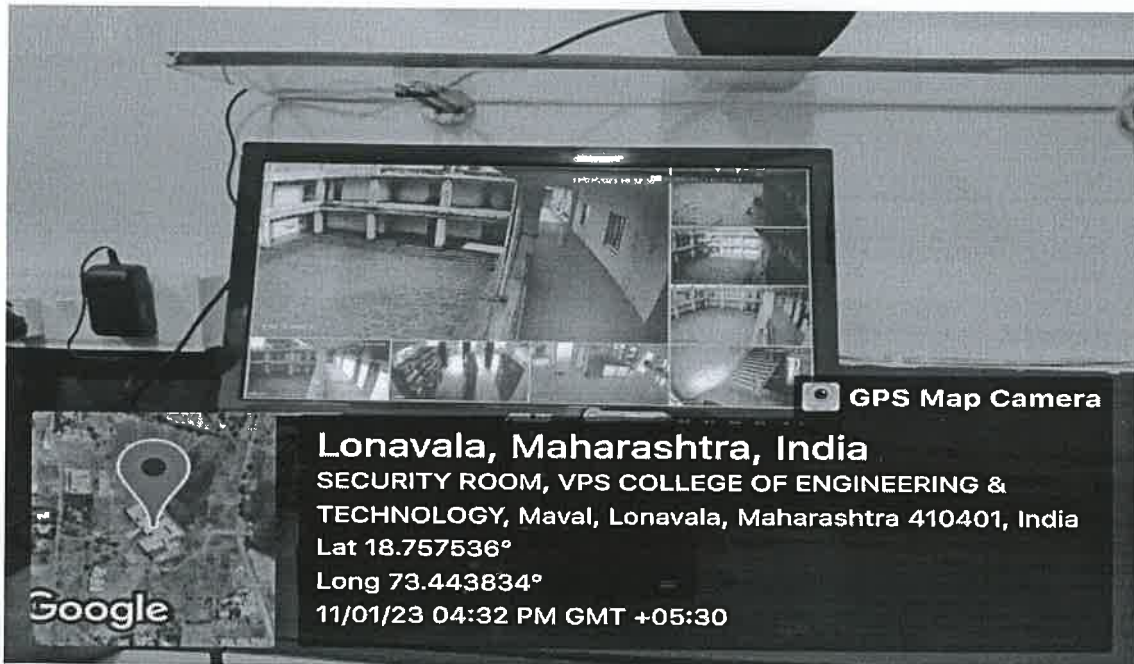 GPS Map Camera
Lonavala, Maharashtra, India
SECURITY ROOM, VPS COLLEGE OF ENGINEERING &
TECHNOLOGY, Maval, Lonavala, Maharashtra 410401, India
Lat 18.757536°
Long 73.443834°
11/01/23 04:32 PM GMT +05:30
Google